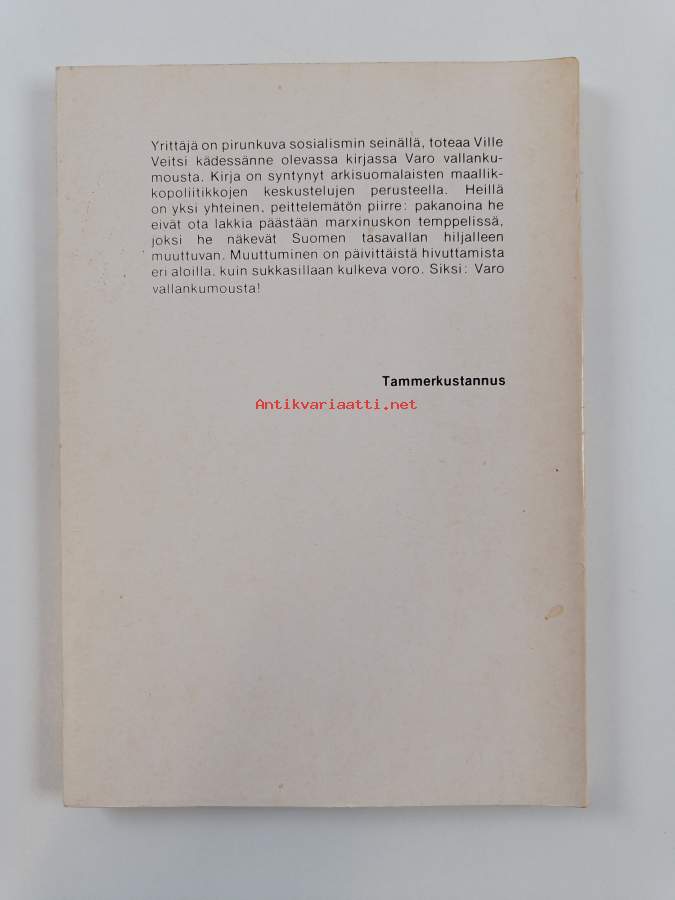 Yrittäjä on pirunkuva sosialismin seinällä, toteaa Ville
Veitsi kädessänne olevassa kirjassa Varo vallanku-
mousta. Kirja on syntynyt arkisuomalaisten maallik-
kopoliitikkojen keskustelujen perusteella. Heillä
on yksi yhteinen, peittelemätön piirre: pakanoina he
eivät ota lakkia päästään marxinuskon temppelissä,
joksi he näkevät Suomen tasavallan hiljalleen
muuttuvan. Muuttuminen on päivittäistä hivuttamista
eri aloilla, kuin sukkasillaan kulkeva voro. Siksi: Varo
vallankumousta!
Tammerkustannus
Antikvariaatti.net